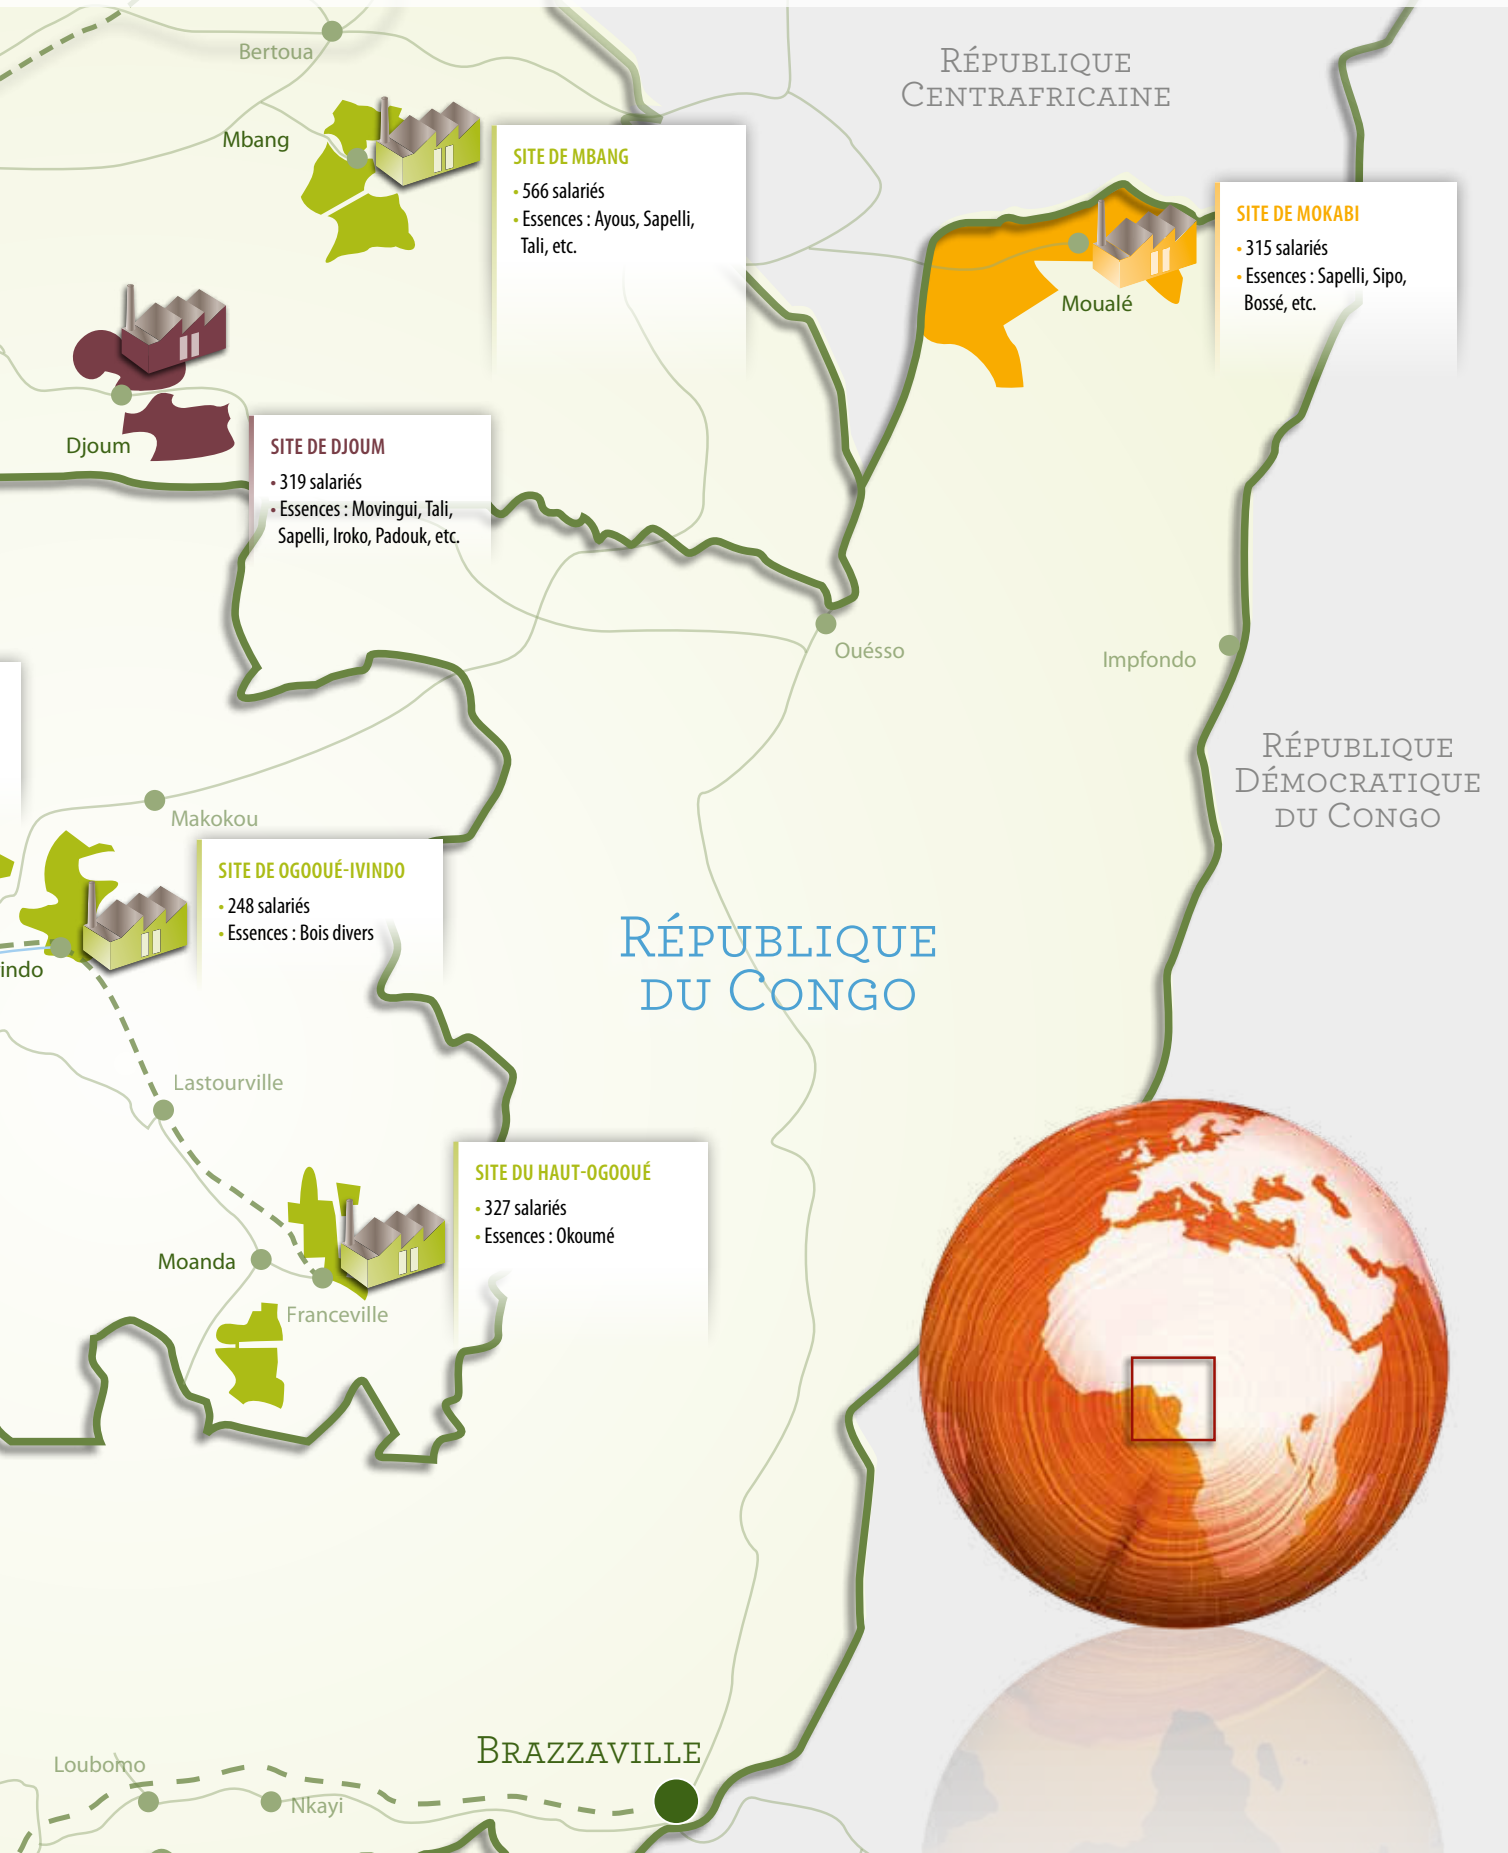 Bertoua
RÉPUBLIQUE
CENTRAFRICAINE
Mbang
SITE DE MBANG
• 566 salariés
• Essences : Ayous, Sapelli,
Tali, etc.
SITE DE MOKABI
• 315 salariés
• Essences : Sapelli, Sipo,
Bossé, etc.
Moualé
Djoum
SITE DE DJOUM
• 319 salariés
• Essences : Movingui, Tali,
Sapelli, Iroko, Padouk, etc.
Ouésso
Impfondo
RÉPUBLIQUE
DÉMOCRATIQUE
DU CONGO
Makokou
SITE DE OGOOUÉ-IVINDO
• 248 salariés
• Essences : Bois divers
indo
RÉPUBLIQUE
DU CONGO
Lastourville
SITE DU HAUT-OGOOUÉ
• 327 salariés
• Essences : Okoumé
Moanda
Franceville
BRAZZAVILLE
Loubomo
Nkayi